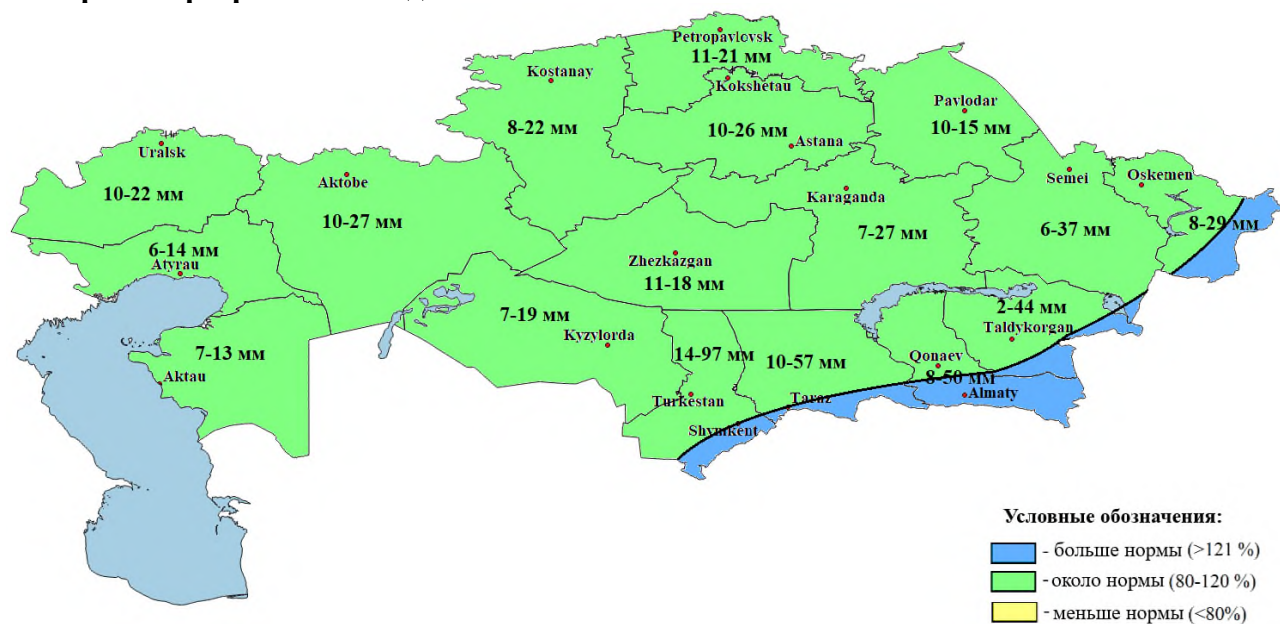 Petropavlovsk
11-21 мм
Kostanay
Kokshetau
Pavlodar
8-22 мм
10-26 мм
Astana
10-15 мм
Uralsk
Aktobe
Semei
Oskemen
Karaganda
10-22 мм
10-27 мм
7-27 мм
6-37 мм
8-29 мм
6-14 мм
Atyrau
Zhezkazgan
11-18 мм
7-19 мм
2-44 мм
Kyzylorda
Taldykorgan
7-13 мм
14-97 мм
10-57 мм
Qonaev
8-50 мм
Aktau
Turkestan
Taraz
Almaty
Shymkent
Условные обозначения:
- больше нормы (>121 %)
- около нормы (80-120 %)
- меньше нормы (<80%)